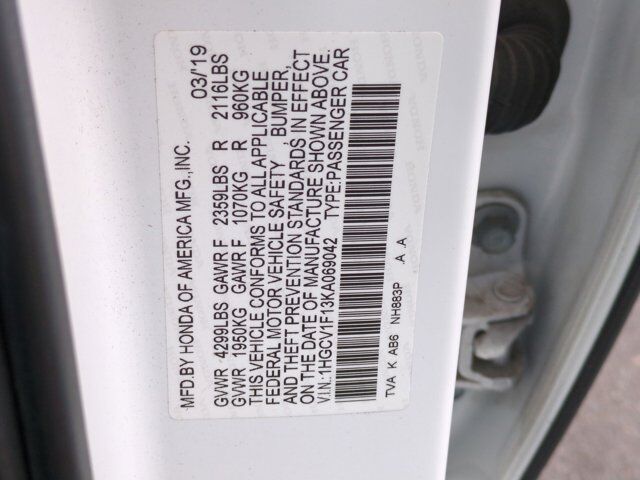 MFD.BY HONDA OF AMERICA MFG.,INC. 03/19
GVWR 4299LBS GAWR F 2359LBS R 2116LBS
GVWR 1950KG GAWR F 1070KG R 960KG
THIS VEHICLE CONFORMS TO ALL APPLICABLE
FEDERAL MOTOR VEHICLE SAFETY, BUMPER,
AND THEFT PREVENTION STANDARDS IN EFFECT
ON THE DATE OF MANUFACTURE SHOWN ABOVE.
V.I.N:1HGCV1F13KA069042 TYPE:PASSENGER CAR
TVA K AB6 NH883P .A .A